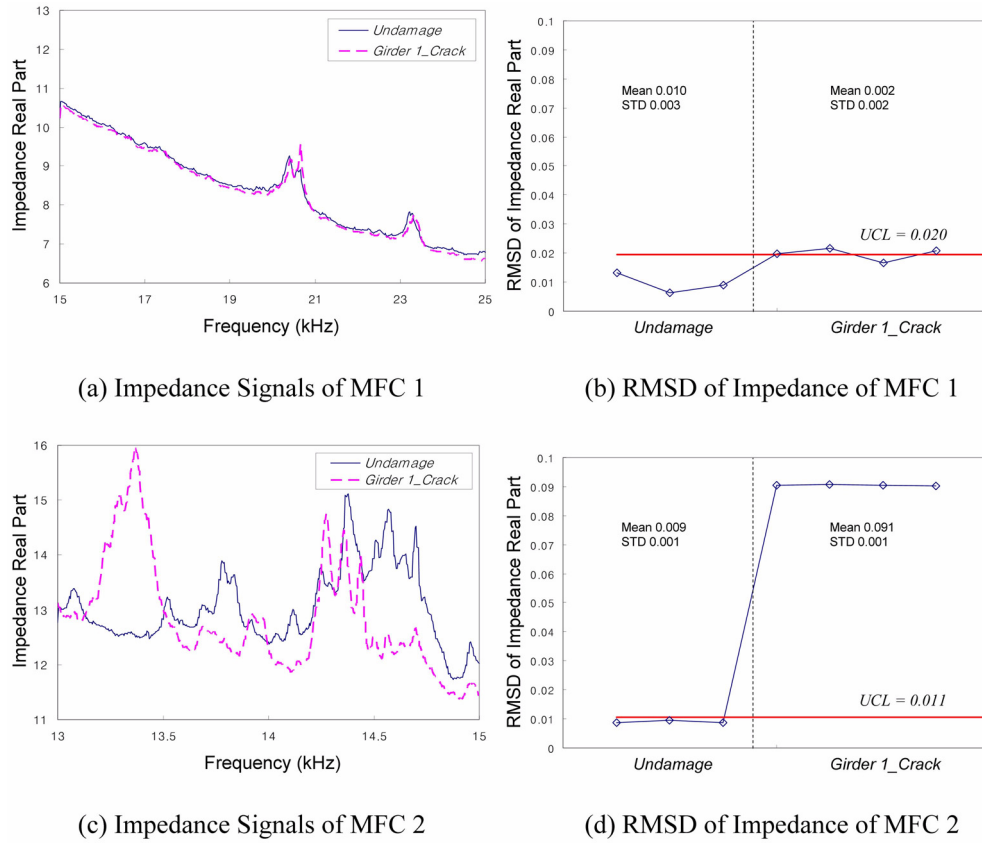 Impedance Real Part
13
12
11
10
9
8
7
6
15
17
19
21
23
25
Undamage
Girder 1_Crack
Frequency (kHz)
(a) Impedance Signals of MFC 1
RMSD of Impedance Real Part
0.1
0.09
0.08
0.07
0.06
0.05
0.04
0.03
0.02
0.01
0
Mean 0.010
STD 0.003
Mean 0.002
STD 0.002
UCL = 0.020
Undamage
Girder 1_Crack
(b) RMSD of Impedance of MFC 1
Impedance Real Part
16
15
14
13
12
11
13
13.5
14
14.5
15
Undamage
Girder 1_Crack
Frequency (kHz)
(c) Impedance Signals of MFC 2
RMSD of Impedance Real Part
0.1
0.09
0.08
0.07
0.06
0.05
0.04
0.03
0.02
0.01
0
Mean 0.009
STD 0.001
Mean 0.091
STD 0.001
UCL = 0.011
Undamage
Girder 1_Crack
(d) RMSD of Impedance of MFC 2